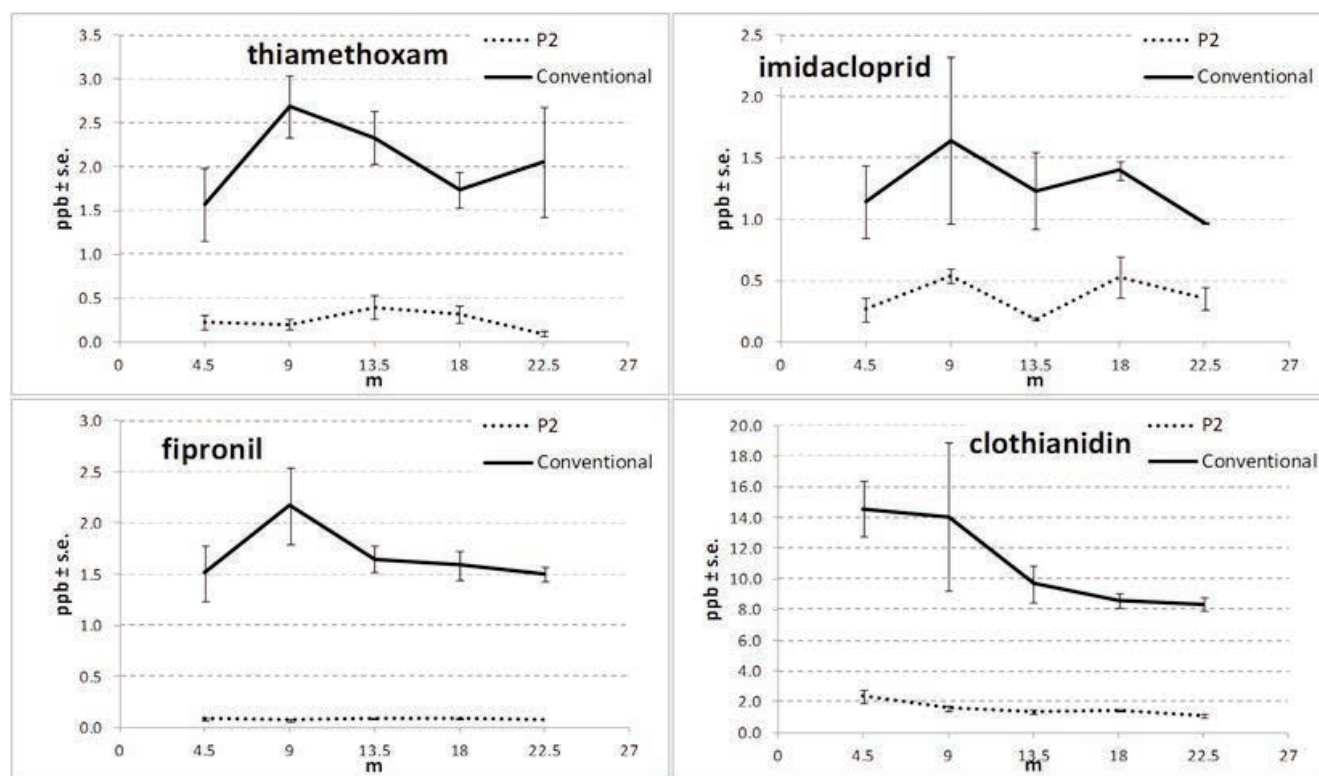 thiamethoxam
P2
Conventional
ppb ± s.e.
3.5
3.0
2.5
2.0
1.5
1.0
0.5
0.0
0 4.5 9 13.5 18 22.5 27
m
imidacloprid
P2
Conventional
ppb ± s.e.
2.5
2.0
1.5
1.0
0.5
0.0
0 4.5 9 13.5 18 22.5 27
m
fipronil
P2
Conventional
ppb ± s.e.
3.0
2.5
2.0
1.5
1.0
0.5
0.0
0 4.5 9 13.5 18 22.5 27
m
clothianidin
P2
Conventional
ppb ± s.e.
20.0
18.0
16.0
14.0
12.0
10.0
8.0
6.0
4.0
2.0
0.0
0 4.5 9 13.5 18 22.5 27
m